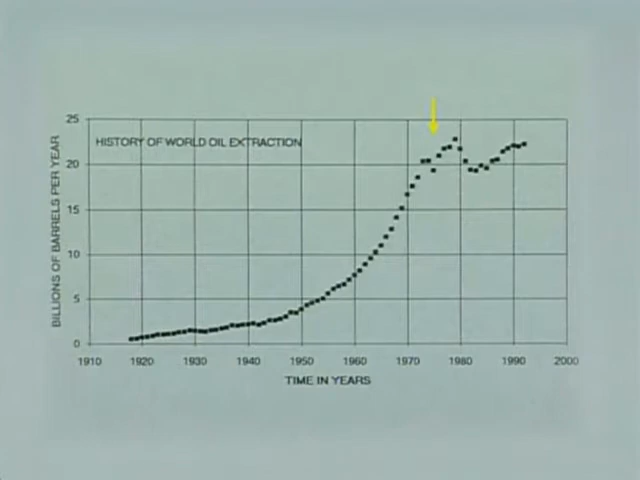 25
HISTORY OF WORLD OIL EXTRACTION
20
15
10
5
0
BILLIONS OF BARRELS PER YEAR
1910 1920 1930 1940 1950 1960 1970 1980 1990 2000
TIME IN YEARS